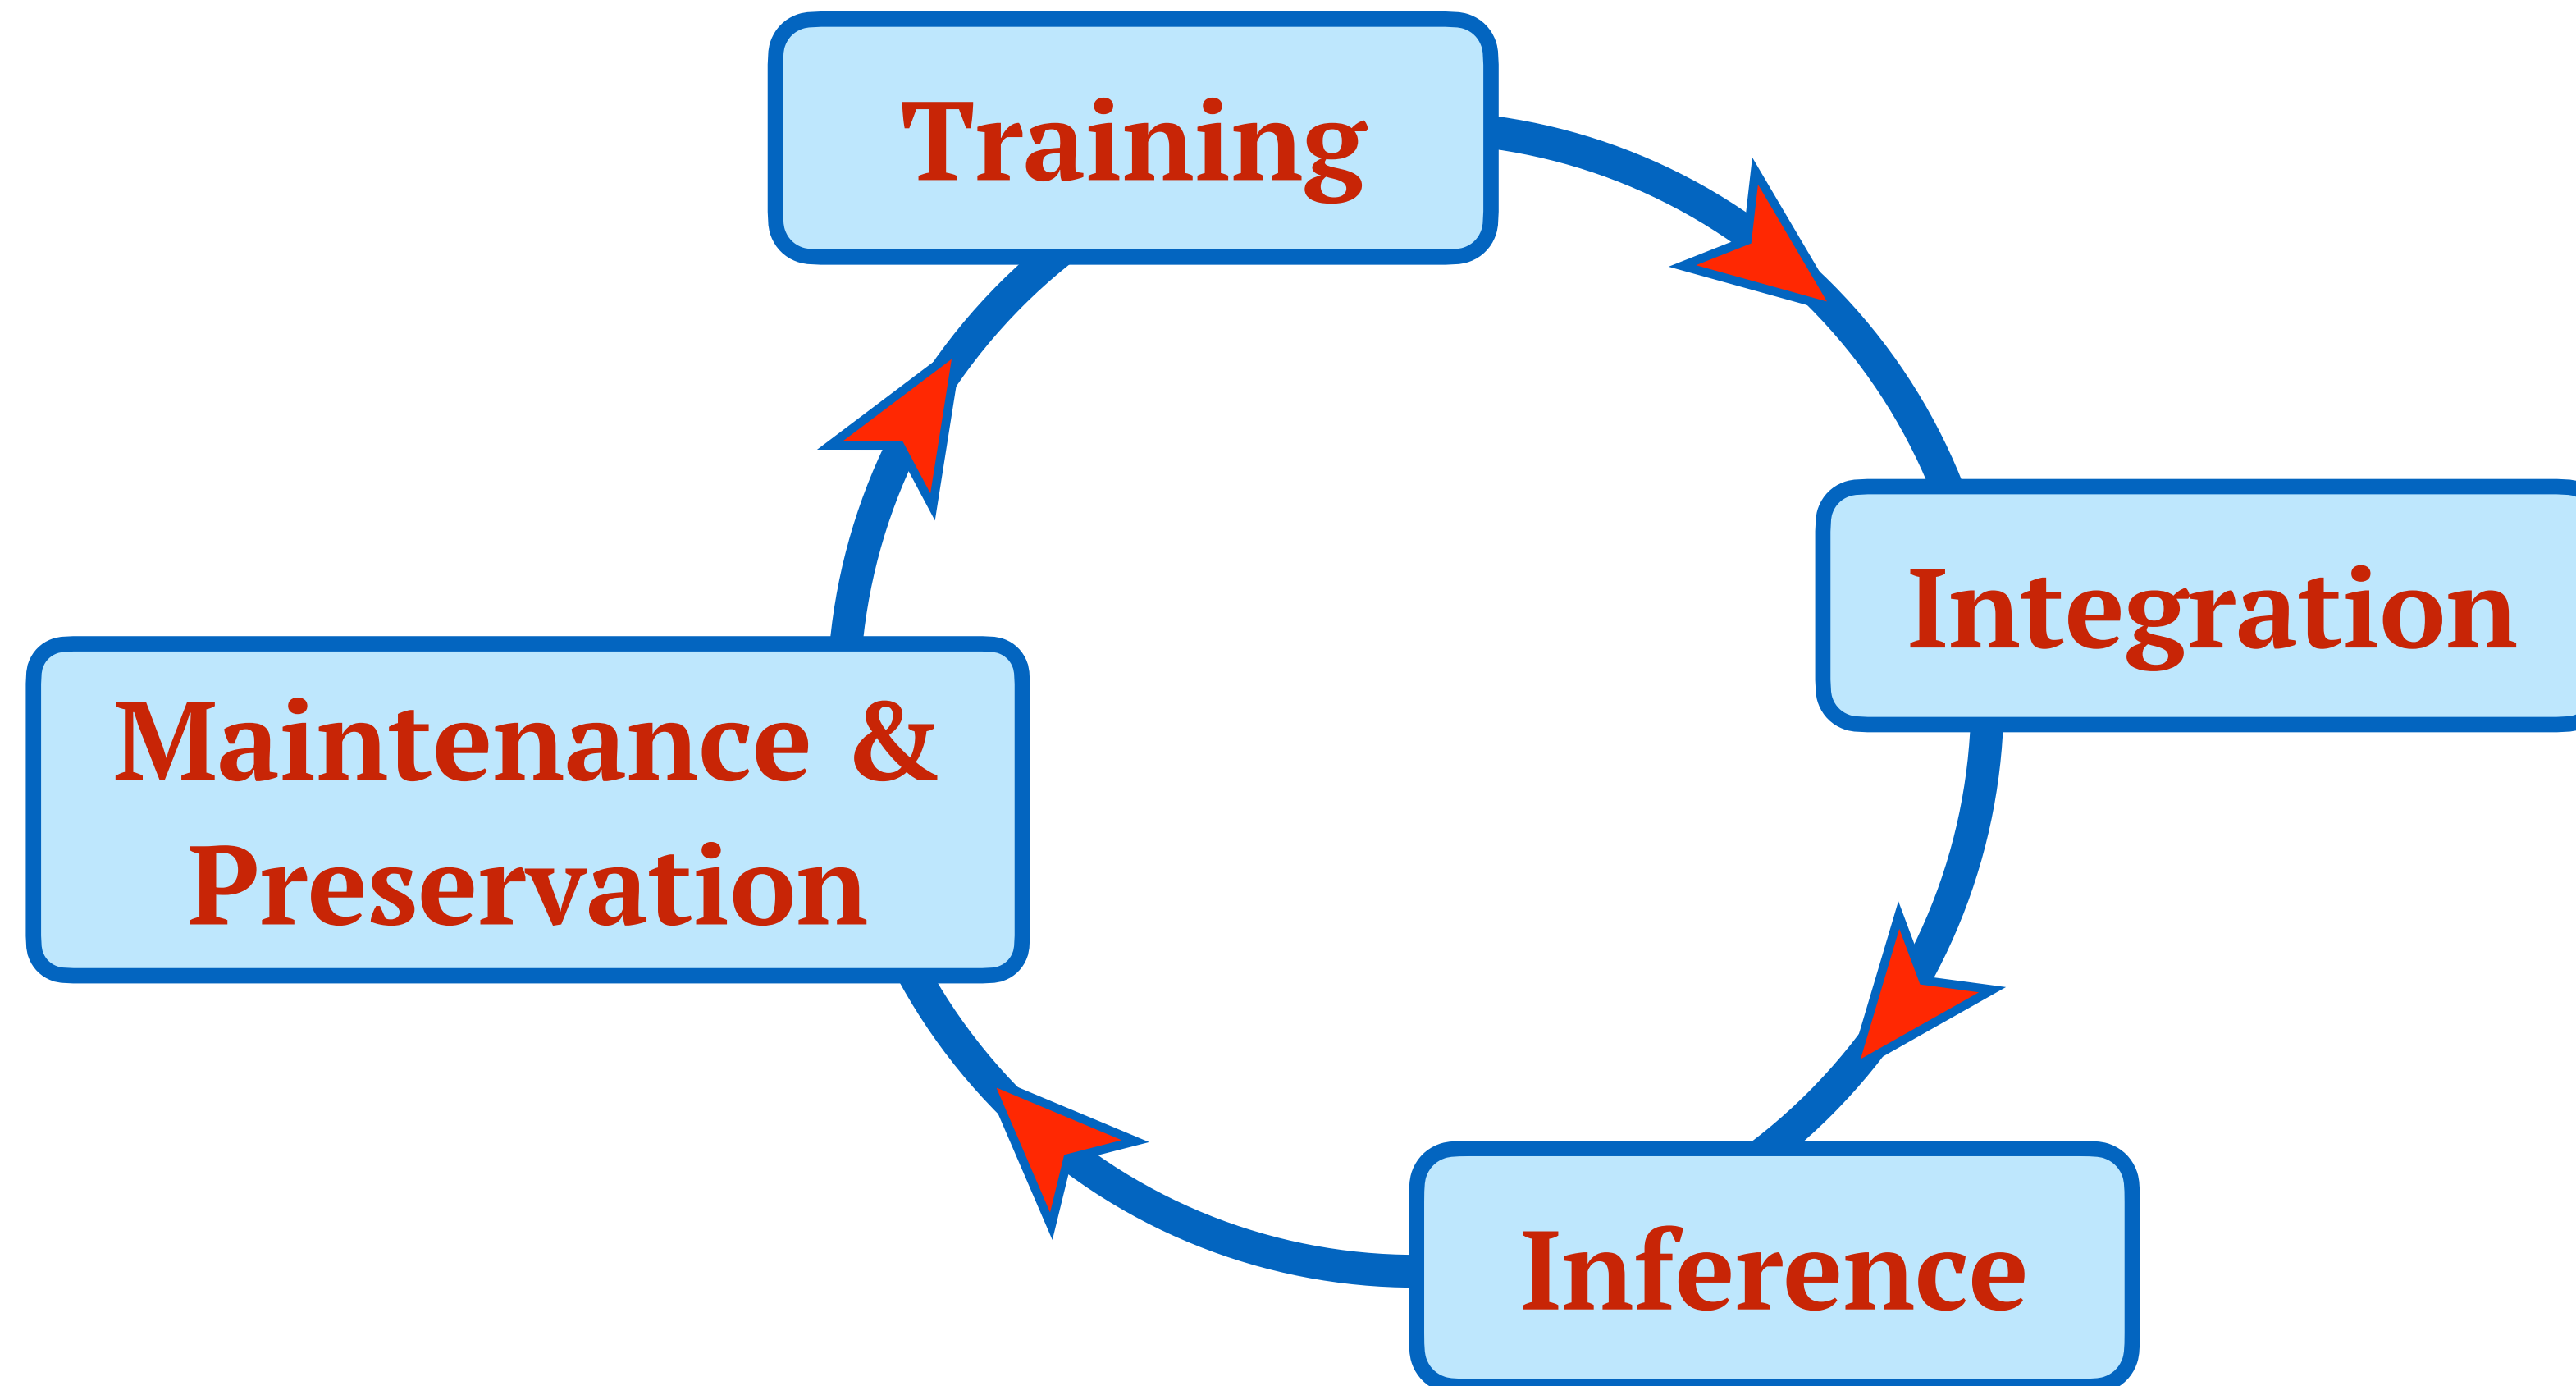 Training
Integration
Maintenance &
Preservation
Inference